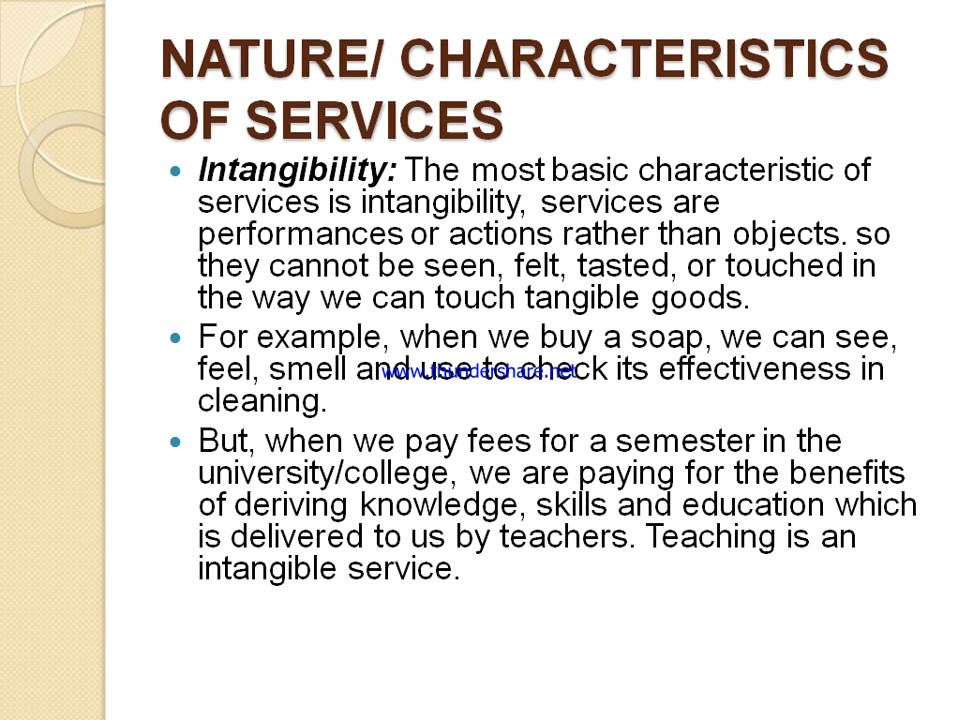 NATURE/ CHARACTERISTICS
OF SERVICES
Intangibility: The most basic characteristic of
services is intangibility, services are
performances or actions rather than objects. so
they cannot be seen, felt, tasted, or touched in
the way we can touch tangible goods.
For example, when we buy a soap, we can see,
feel, smell and use to check its effectiveness in
www.thundershare.net
cleaning.
But, when we pay fees for a semester in the
university/college, we are paying for the benefits
of deriving knowledge, skills and education which
is delivered to us by teachers. Teaching is an
intangible service.